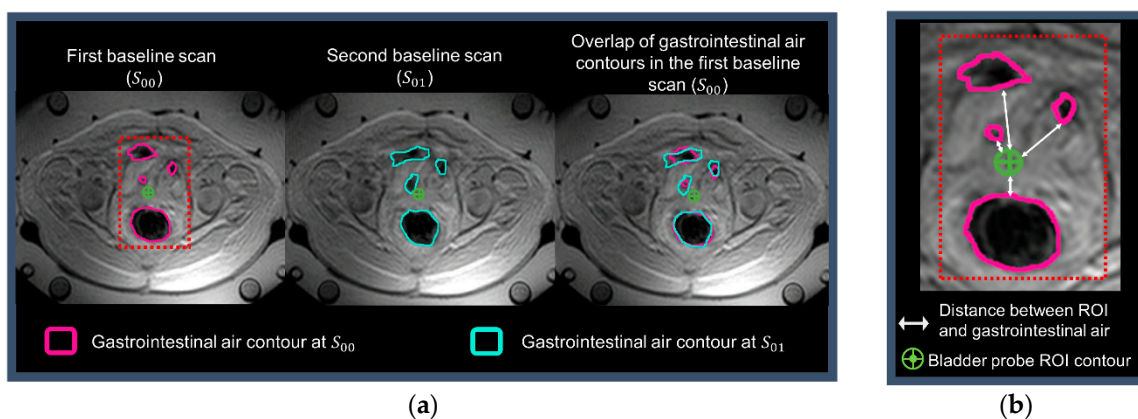 First baseline scan
(S₀₀)
Second baseline scan
(S₀₁)
Overlap of gastrointestinal air
contours in the first baseline
scan (S₀₀)
Gastrointestinal air contour at S₀₀
Gastrointestinal air contour at S₀₁
(a)
Distance between ROI
and gastrointestinal air
Bladder probe ROI contour
(b)